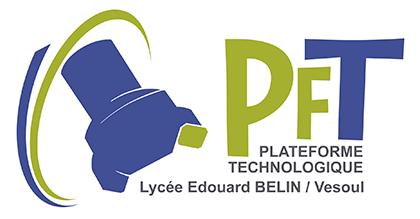 PFT
PLATEFORME
TECHNOLOGIQUE
Lycée Edouard BELIN / Vesoul